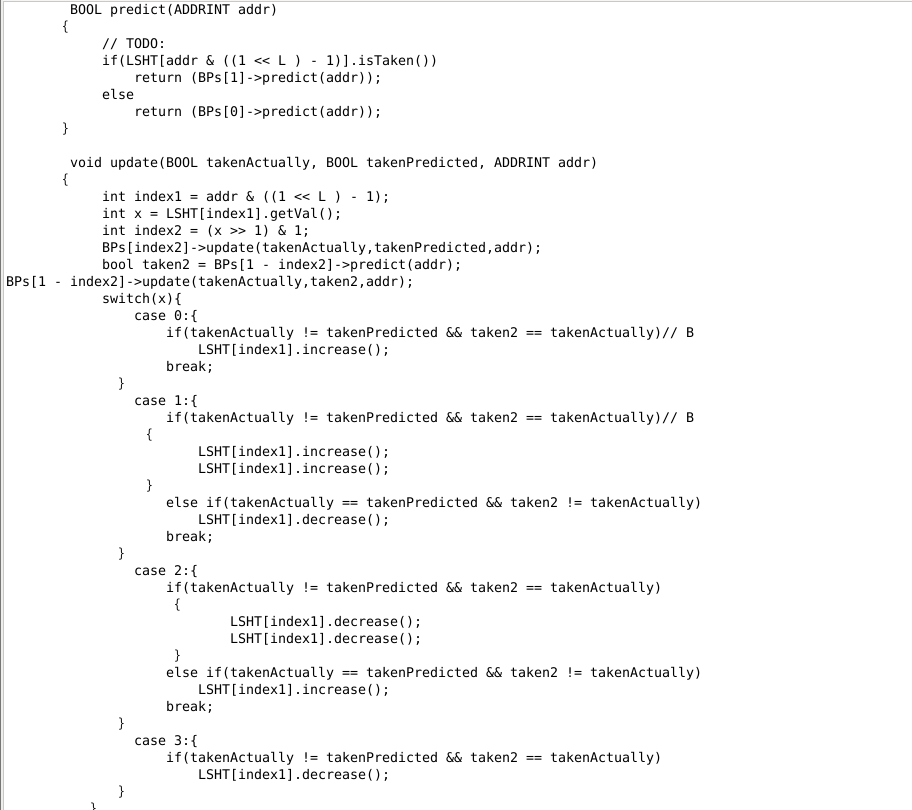 BOOL predict(ADDRINT addr)
{
// TODO:
if(LSHT[addr & ((1 << L ) - 1)].isTaken())
return (BPs[1]->predict(addr));
else
return (BPs[0]->predict(addr));
}
void update(BOOL takenActually, BOOL takenPredicted, ADDRINT addr)
{
int index1 = addr & ((1 << L ) - 1);
int x = LSHT[index1].getVal();
int index2 = (x >> 1) & 1;
BPs[index2]->update(takenActually,takenPredicted,addr);
bool taken2 = BPs[1 - index2]->predict(addr);
BPs[1 - index2]->update(takenActually,taken2,addr);
switch(x){
case 0:{
if(takenActually != takenPredicted && taken2 == takenActually)// B
LSHT[index1].increase();
break;
}
case 1:{
if(takenActually != takenPredicted && taken2 == takenActually)// B
{
LSHT[index1].increase();
LSHT[index1].increase();
}
else if(takenActually == takenPredicted && taken2 != takenActually)
LSHT[index1].decrease();
break;
}
case 2:{
if(takenActually != takenPredicted && taken2 == takenActually)
{
LSHT[index1].decrease();
LSHT[index1].decrease();
}
else if(takenActually == takenPredicted && taken2 != takenActually)
LSHT[index1].increase();
break;
}
case 3:{
if(takenActually != takenPredicted && taken2 == takenActually)
LSHT[index1].decrease();
}
}